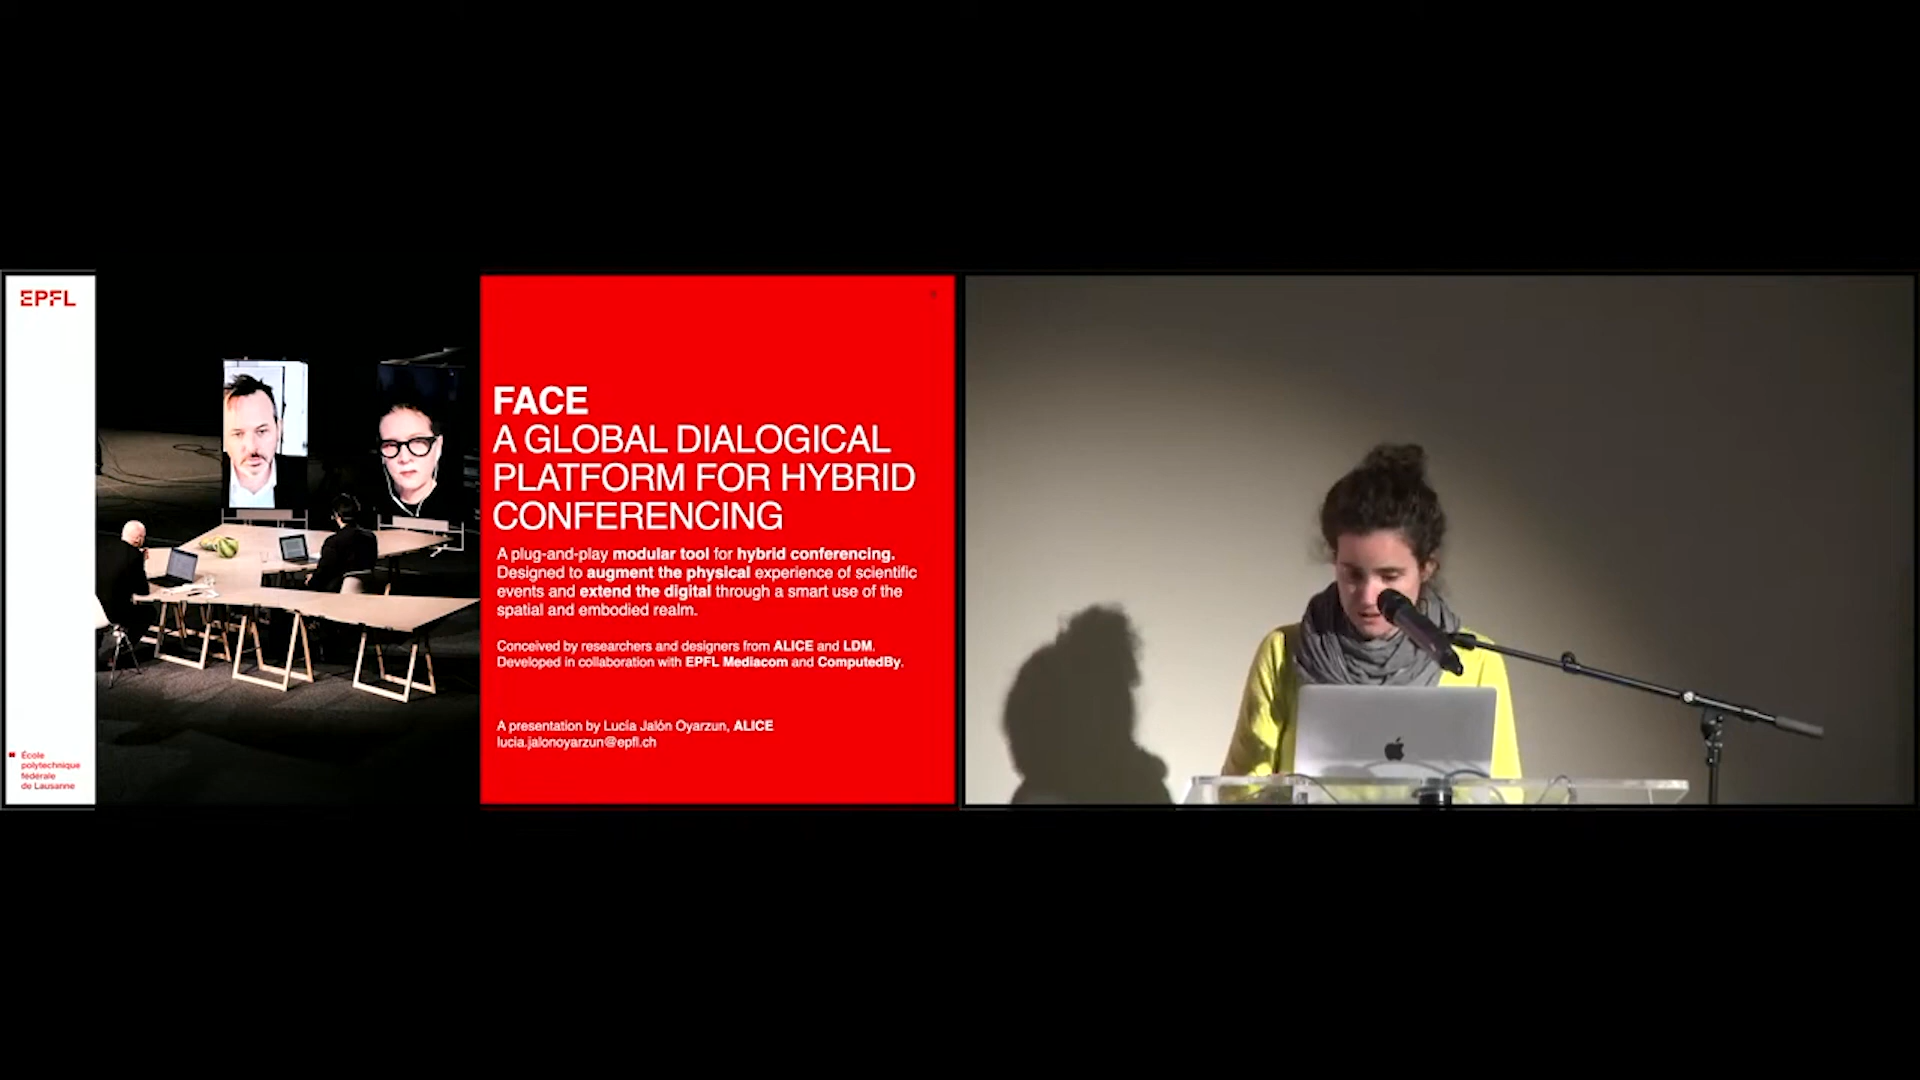 EPFL
École
polytechnique
fédérale
de Lausanne
FACE
A GLOBAL DIALOGICAL
PLATFORM FOR HYBRID
CONFERENCING
A plug-and-play modular tool for hybrid conferencing.
Designed to augment the physical experience of scientific
events and extend the digital through a smart use of the
spatial and embodied realm.
Conceived by researchers and designers from ALICE and LDM.
Developed in collaboration with EPFL Mediacom and ComputedBy.
A presentation by Lucía Jalón Oyarzun, ALICE
lucia.jalonoyarzun@epfl.ch